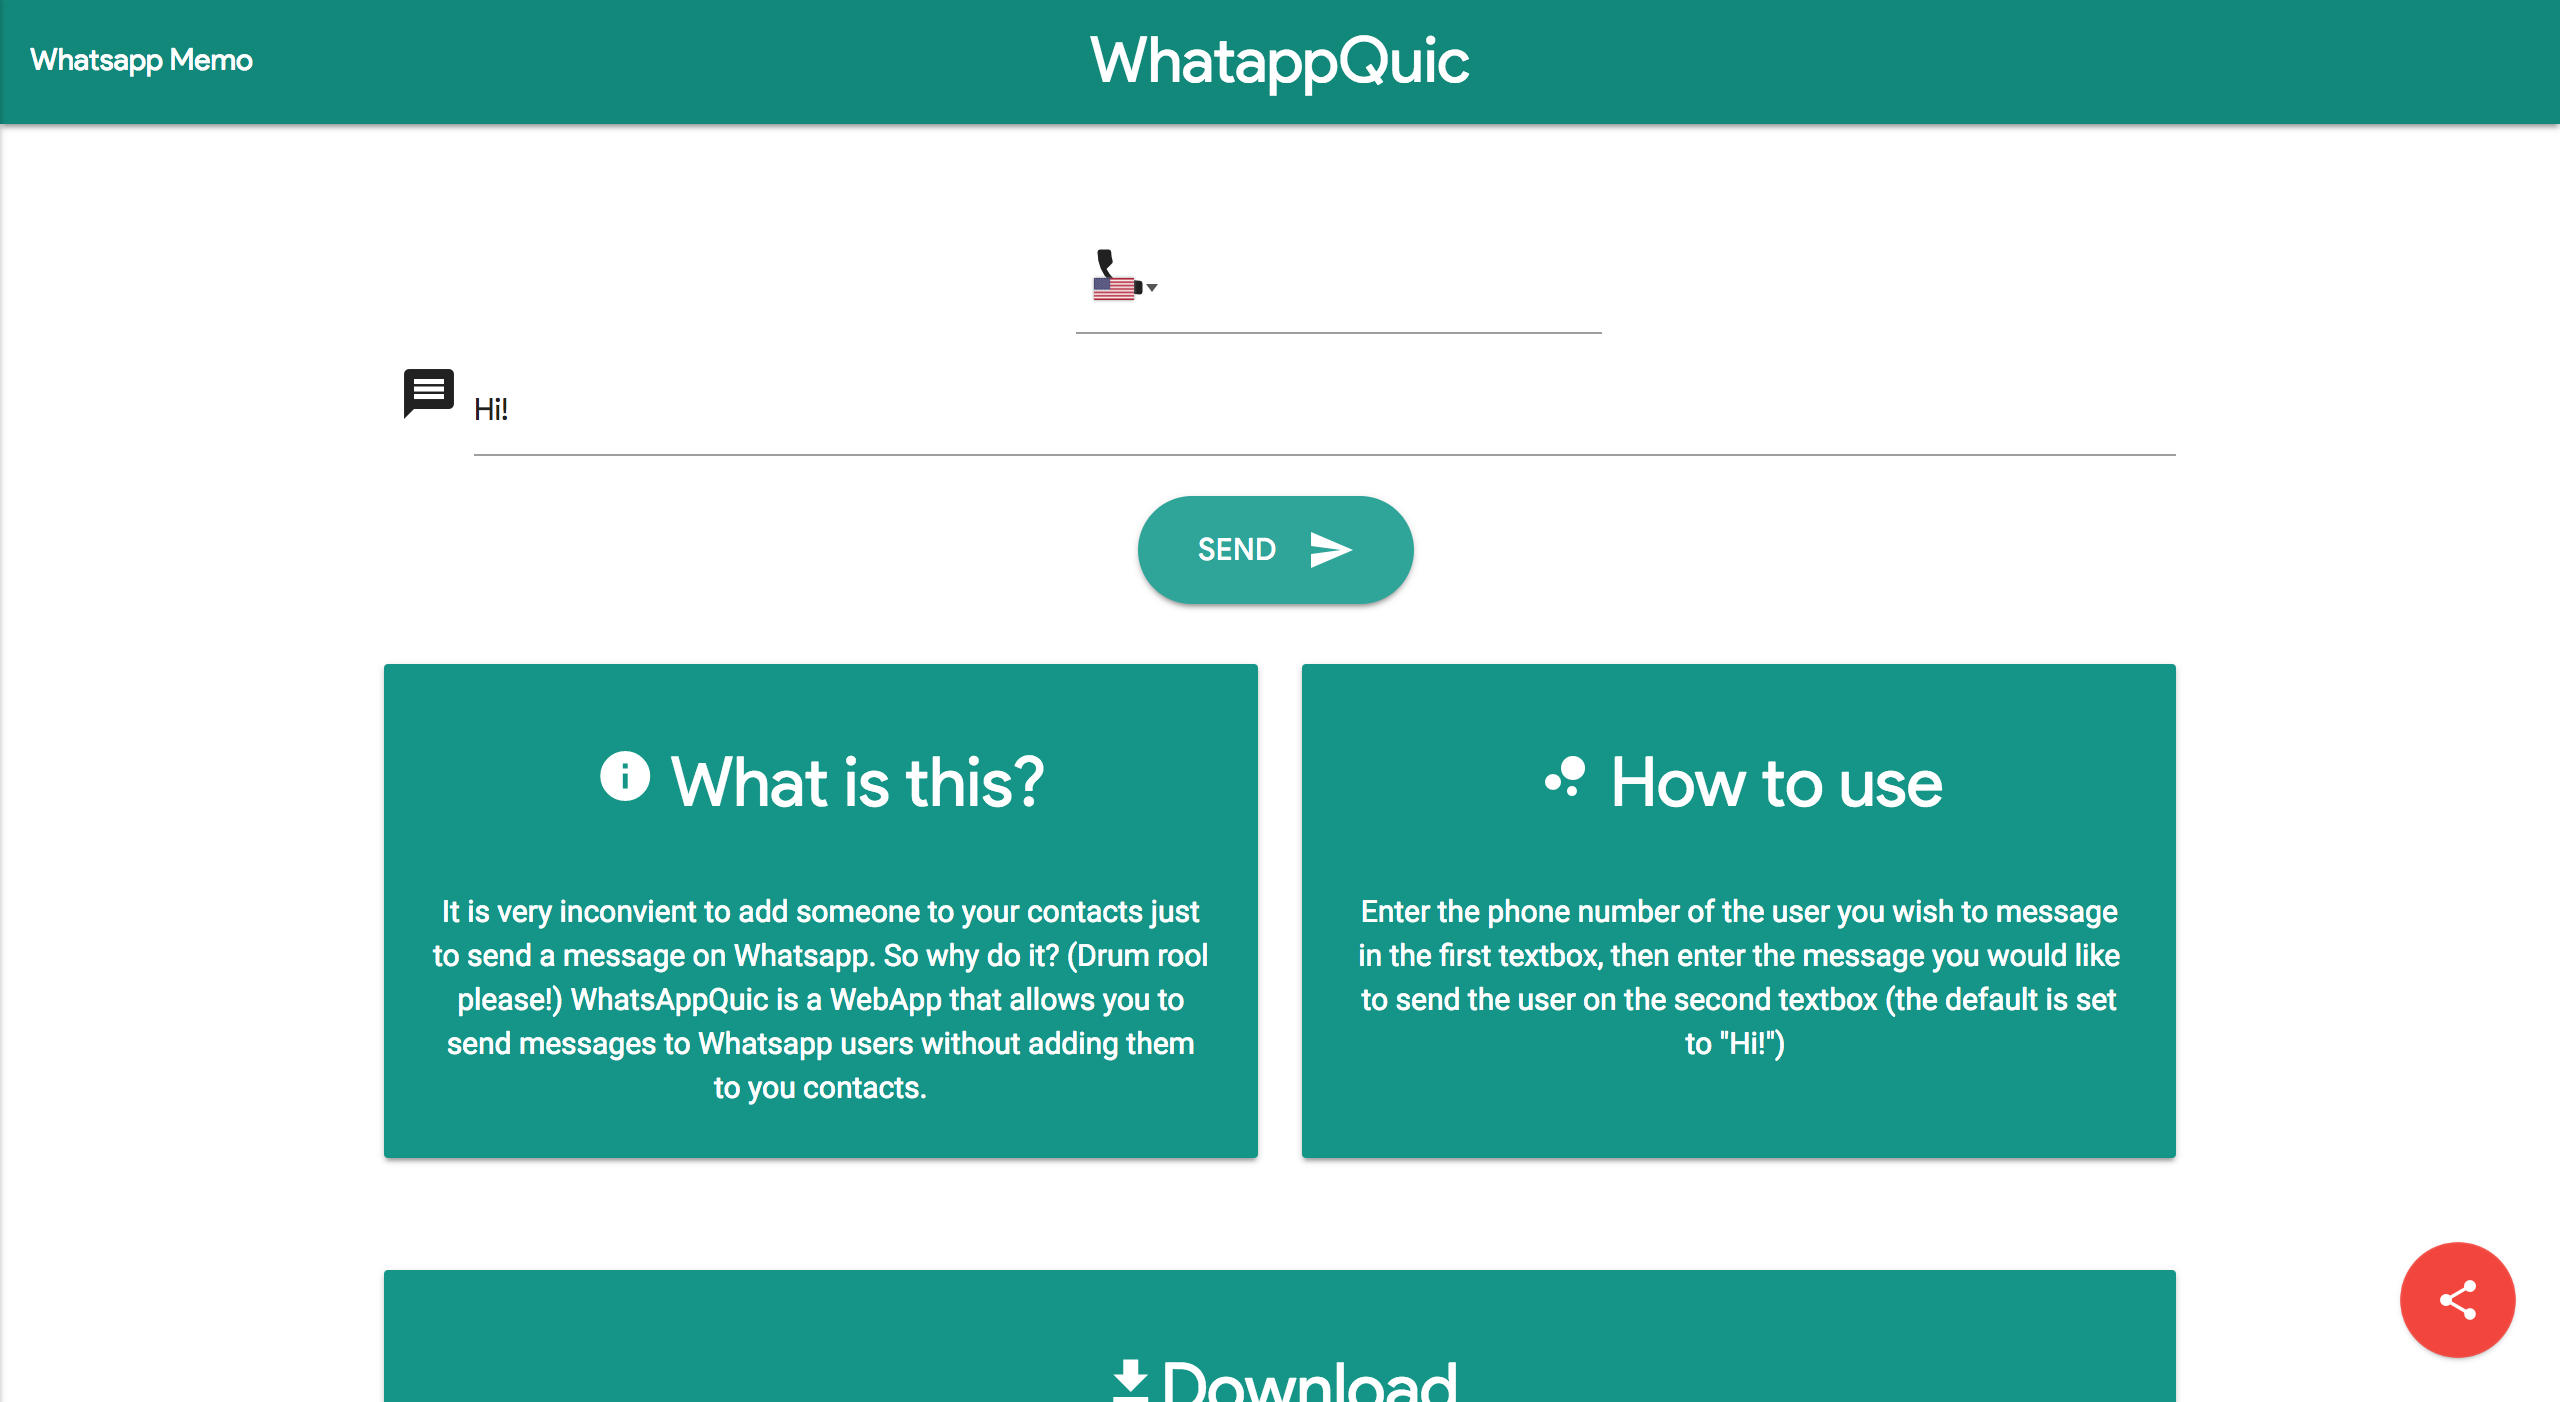 Whatsapp Memo
WhatappQuic
Hi!
SEND
What is this?
It is very inconvient to add someone to your contacts just
to send a message on Whatsapp. So why do it? (Drum rool
please!) WhatsAppQuic is a WebApp that allows you to
send messages to Whatsapp users without adding them
to you contacts.
How to use
Enter the phone number of the user you wish to message
in the first textbox, then enter the message you would like
to send the user on the second textbox (the default is set
to "Hi!")
Download